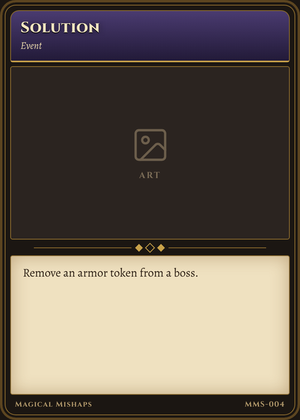 Solution
Event
ART
Remove an armor token from a boss.
Magical Mishaps
MMS-004